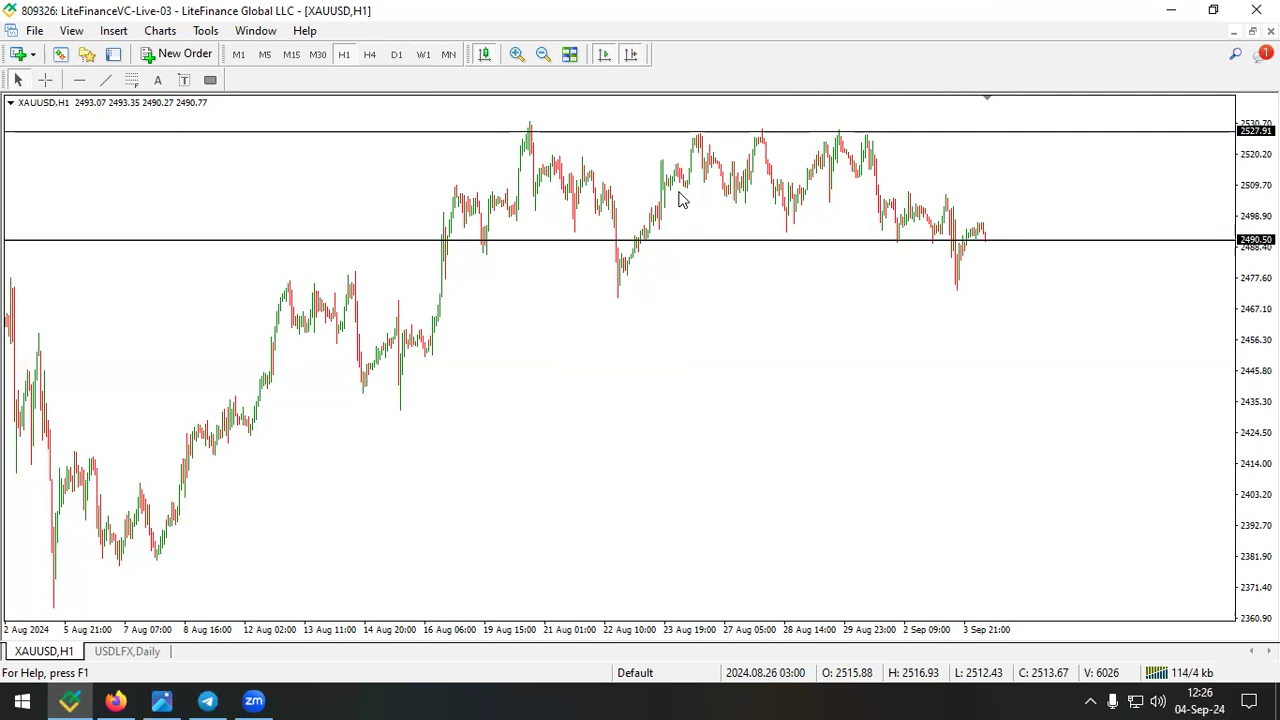 809326: LiteFinanceVC-Live-03 - LiteFinance Global LLC - [XAUUSD,H1]
File View Insert Charts Tools Window Help
New Order M1 M5 M15 M30 H1 H4 D1 W1 MN 1
A T
XAUUSD,H1 2493.07 2493.35 2490.27 2490.77
2530.70
2527.91
2520.20
2509.70
2498.90
2490.50
2488.40
2477.60
2467.10
2456.30
2445.80
2435.30
2424.50
2414.00
2403.20
2392.70
2381.90
2371.40
2360.90
2 Aug 2024 5 Aug 21:00 7 Aug 07:00 8 Aug 16:00 12 Aug 02:00 13 Aug 11:00 14 Aug 20:00 16 Aug 06:00 19 Aug 15:00 21 Aug 01:00 22 Aug 10:00 23 Aug 19:00 27 Aug 05:00 28 Aug 14:00 29 Aug 23:00 2 Sep 09:00 3 Sep 21:00
XAUUSD,H1 USDLFX,Daily
For Help, press F1 Default 2024.08.26 03:00 O: 2515.88 H: 2516.93 L: 2512.43 C: 2513.67 V: 6026 114/4 kb
zm 12:26
04-Sep-24